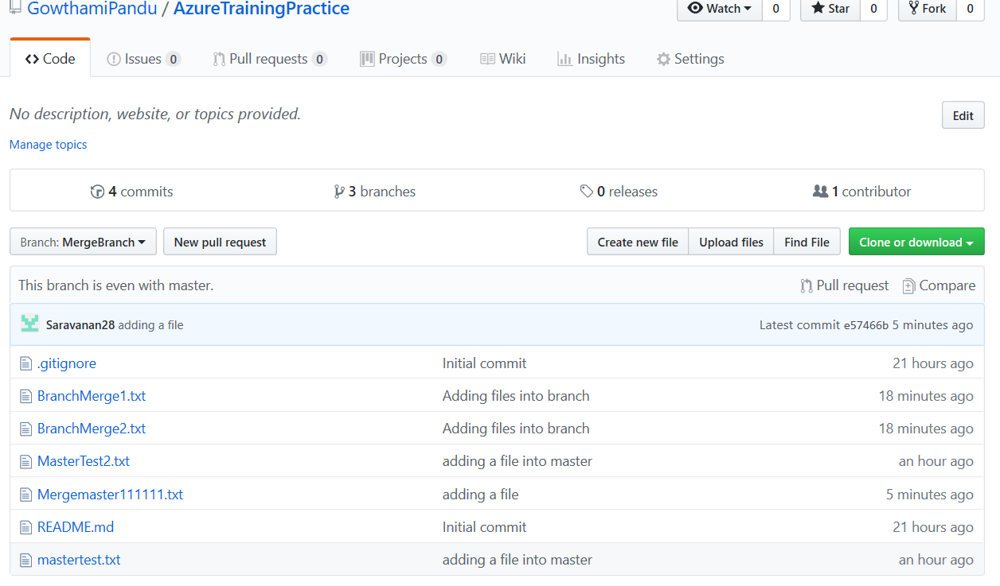 GowthamiPandu / AzureTrainingPractice Watch 0 Star 0 Fork 0
Code Issues 0 Pull requests 0 Projects 0 Wiki Insights Settings
No description, website, or topics provided. Edit
Manage topics
4 commits 3 branches 0 releases 1 contributor
Branch: MergeBranch New pull request Create new file Upload files Find File Clone or download
This branch is even with master. Pull request Compare
Saravanan28 adding a file Latest commit e57466b 5 minutes ago
.gitignore Initial commit 21 hours ago
BranchMerge1.txt Adding files into branch 18 minutes ago
BranchMerge2.txt Adding files into branch 18 minutes ago
MasterTest2.txt adding a file into master an hour ago
Mergemaster111111.txt adding a file 5 minutes ago
README.md Initial commit 21 hours ago
mastertest.txt adding a file into master an hour ago